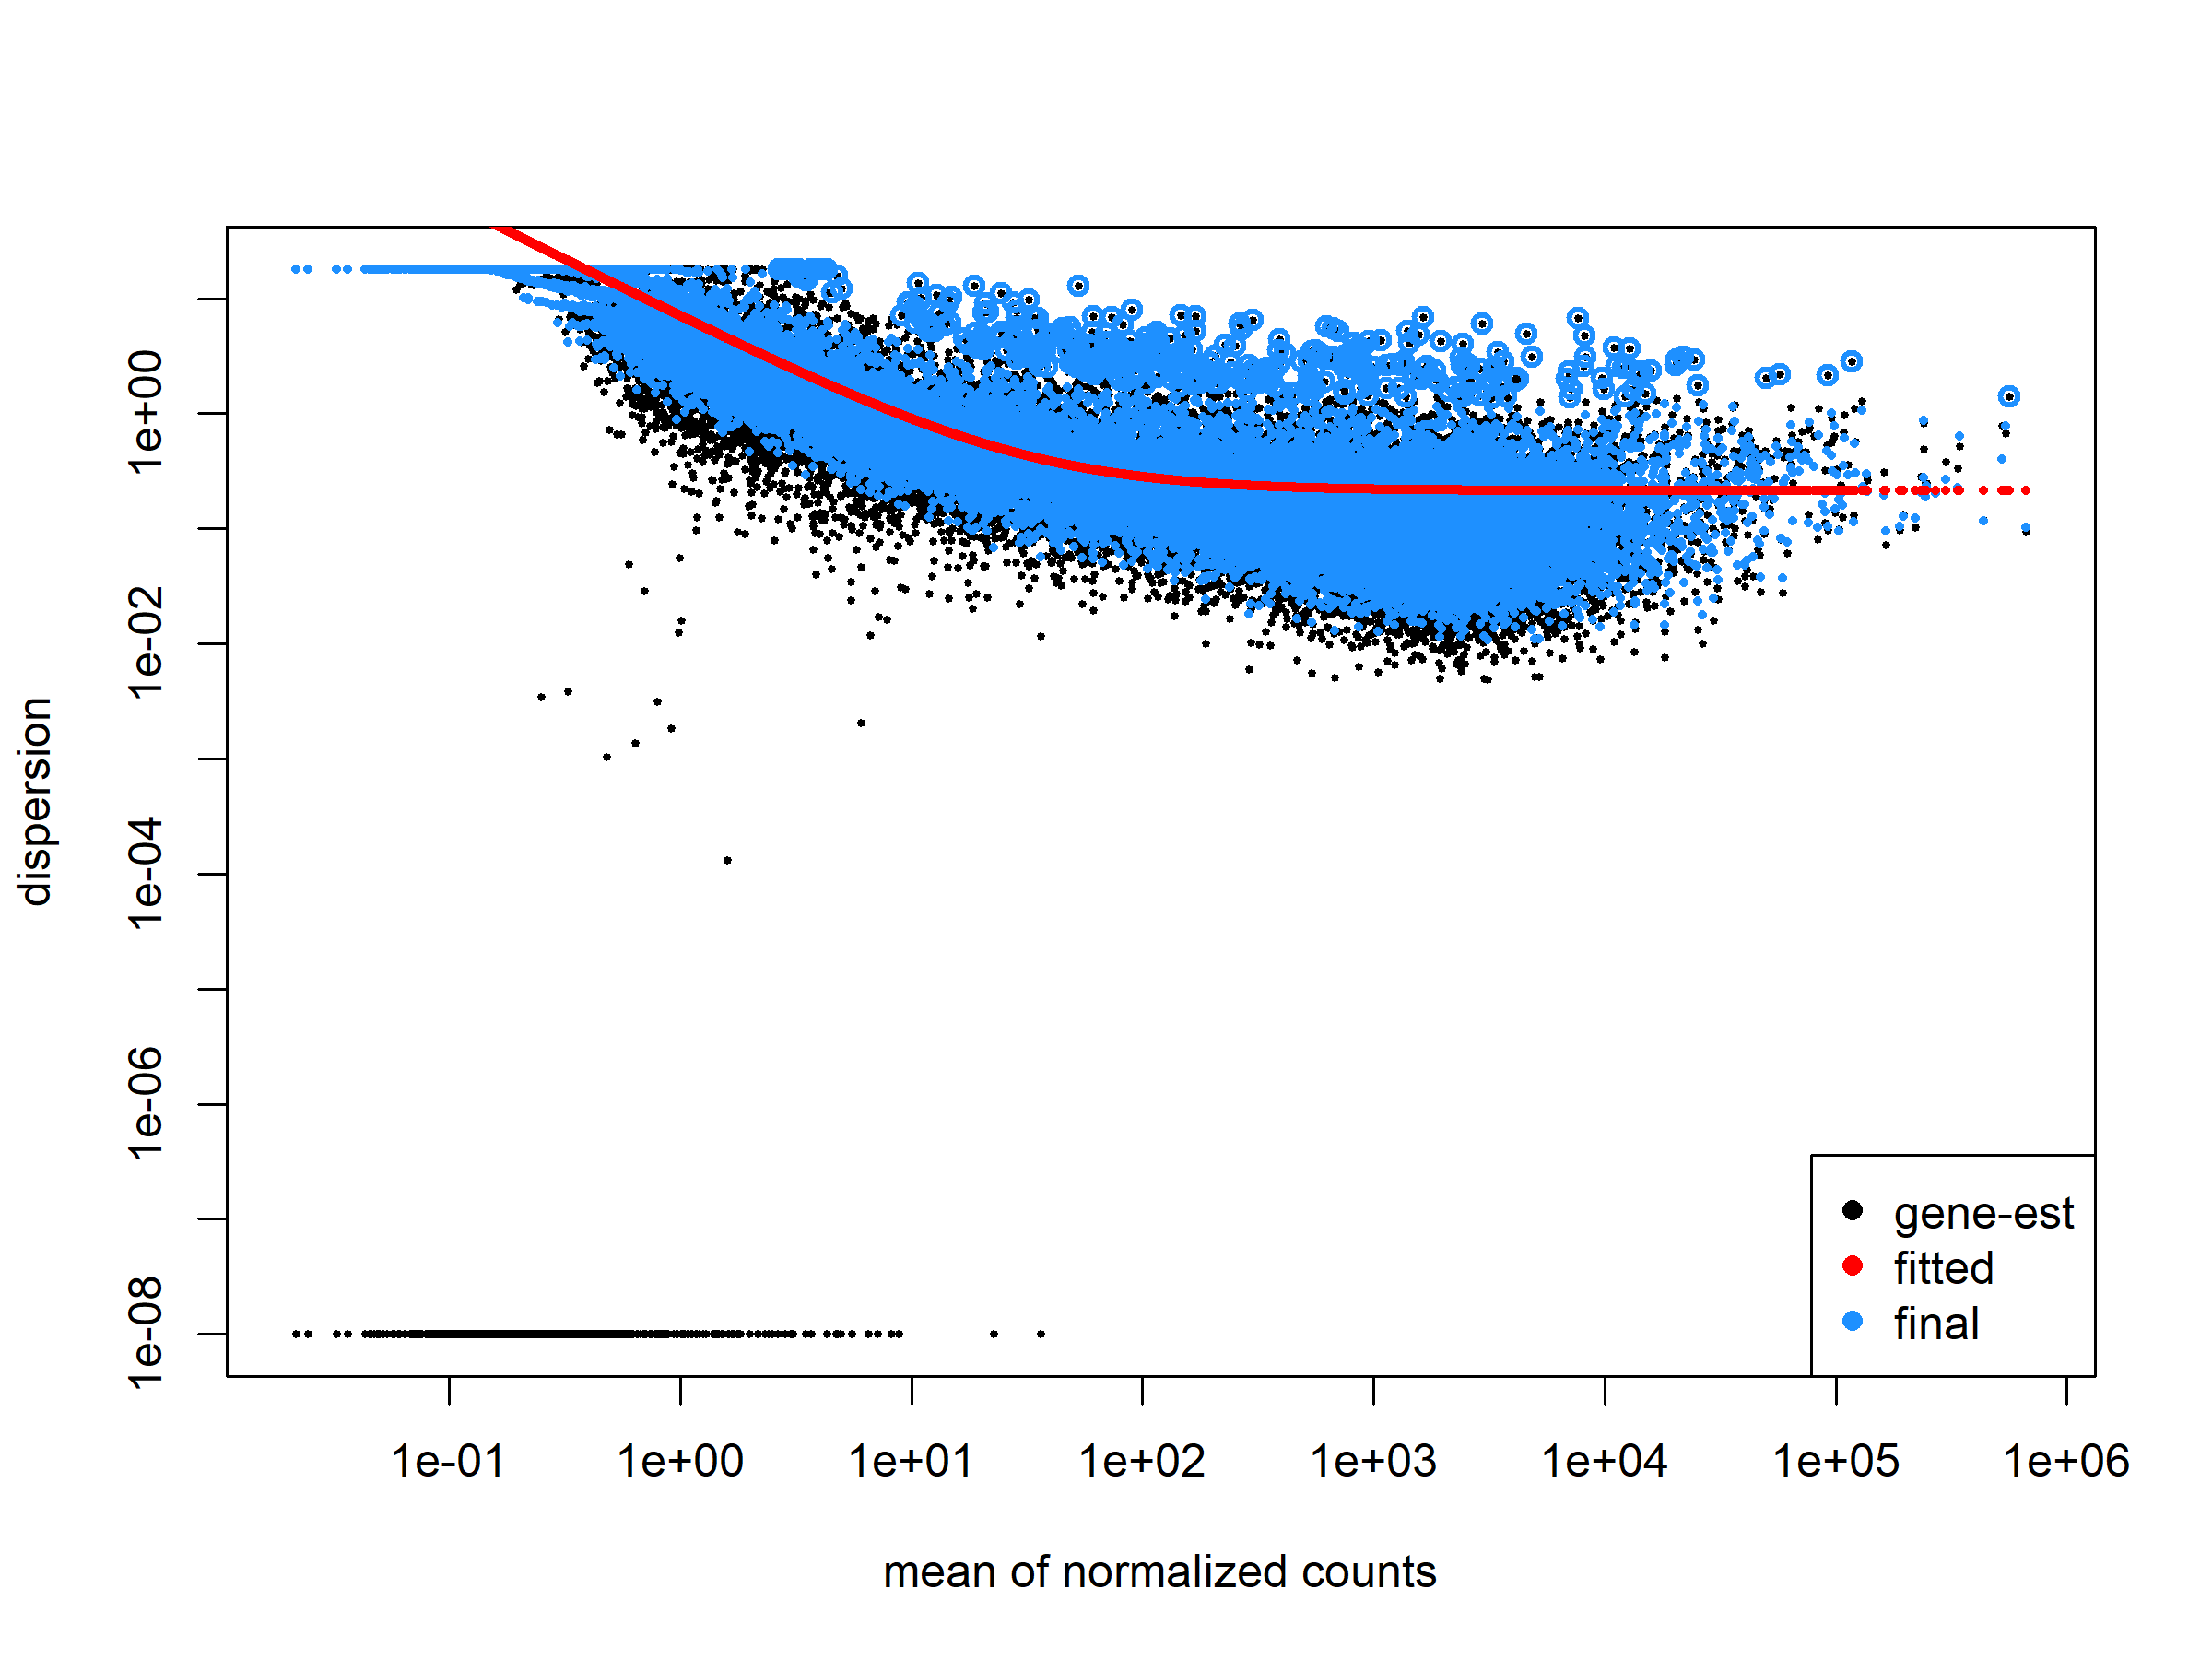 dispersion
1e+00
1e-02
1e-04
1e-06
1e-08
gene-est
fitted
final
1e-01 1e+00 1e+01 1e+02 1e+03 1e+04 1e+05 1e+06
mean of normalized counts